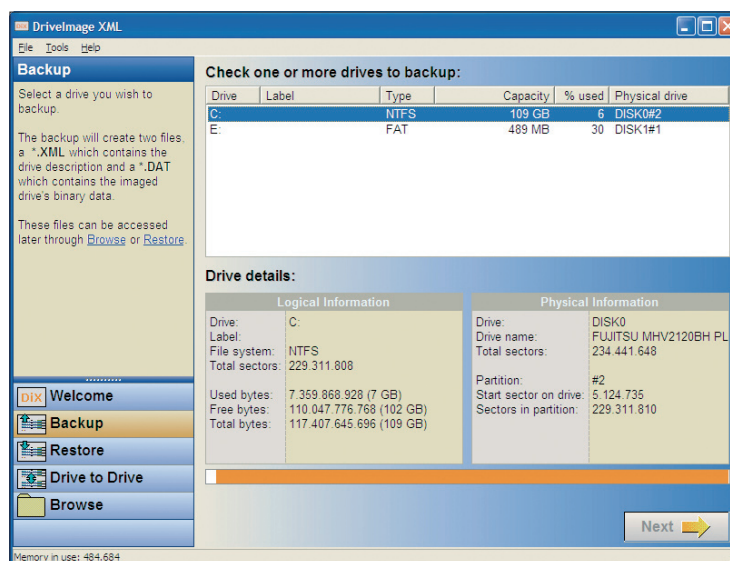 DriveImage XML
File Tools Help
Backup
Select a drive you wish to
backup.
The backup will create two files,
a *.XML which contains the
drive description and a *.DAT
which contains the imaged
drive's binary data.
These files can be accessed
later through Browse or Restore.
DiX Welcome
Backup
Restore
Drive to Drive
Browse
Check one or more drives to backup:
Drive Label Type Capacity % used Physical drive
C: NTFS 109 GB 6 DISK0#2
E: FAT 489 MB 30 DISK1#1
Drive details:
Logical Information
Drive: C:
Label:
File system: NTFS
Total sectors: 229.311.808
Used bytes: 7.359.868.928 (7 GB)
Free bytes: 110.047.776.768 (102 GB)
Total bytes: 117.407.645.696 (109 GB)
Physical Information
Drive: DISK0
Drive name: FUJITSU MHV2120BH PL
Total sectors: 234.441.648
Partition: #2
Start sector on drive: 5.124.735
Sectors in partition: 229.311.810
Next
Memory in use: 484.684